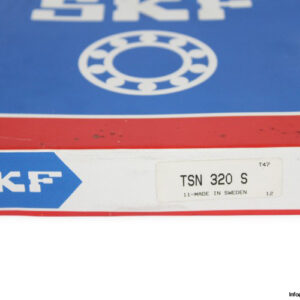 SKF
SKF
T47
TSN 320 S
11-MADE IN SWEDEN 12